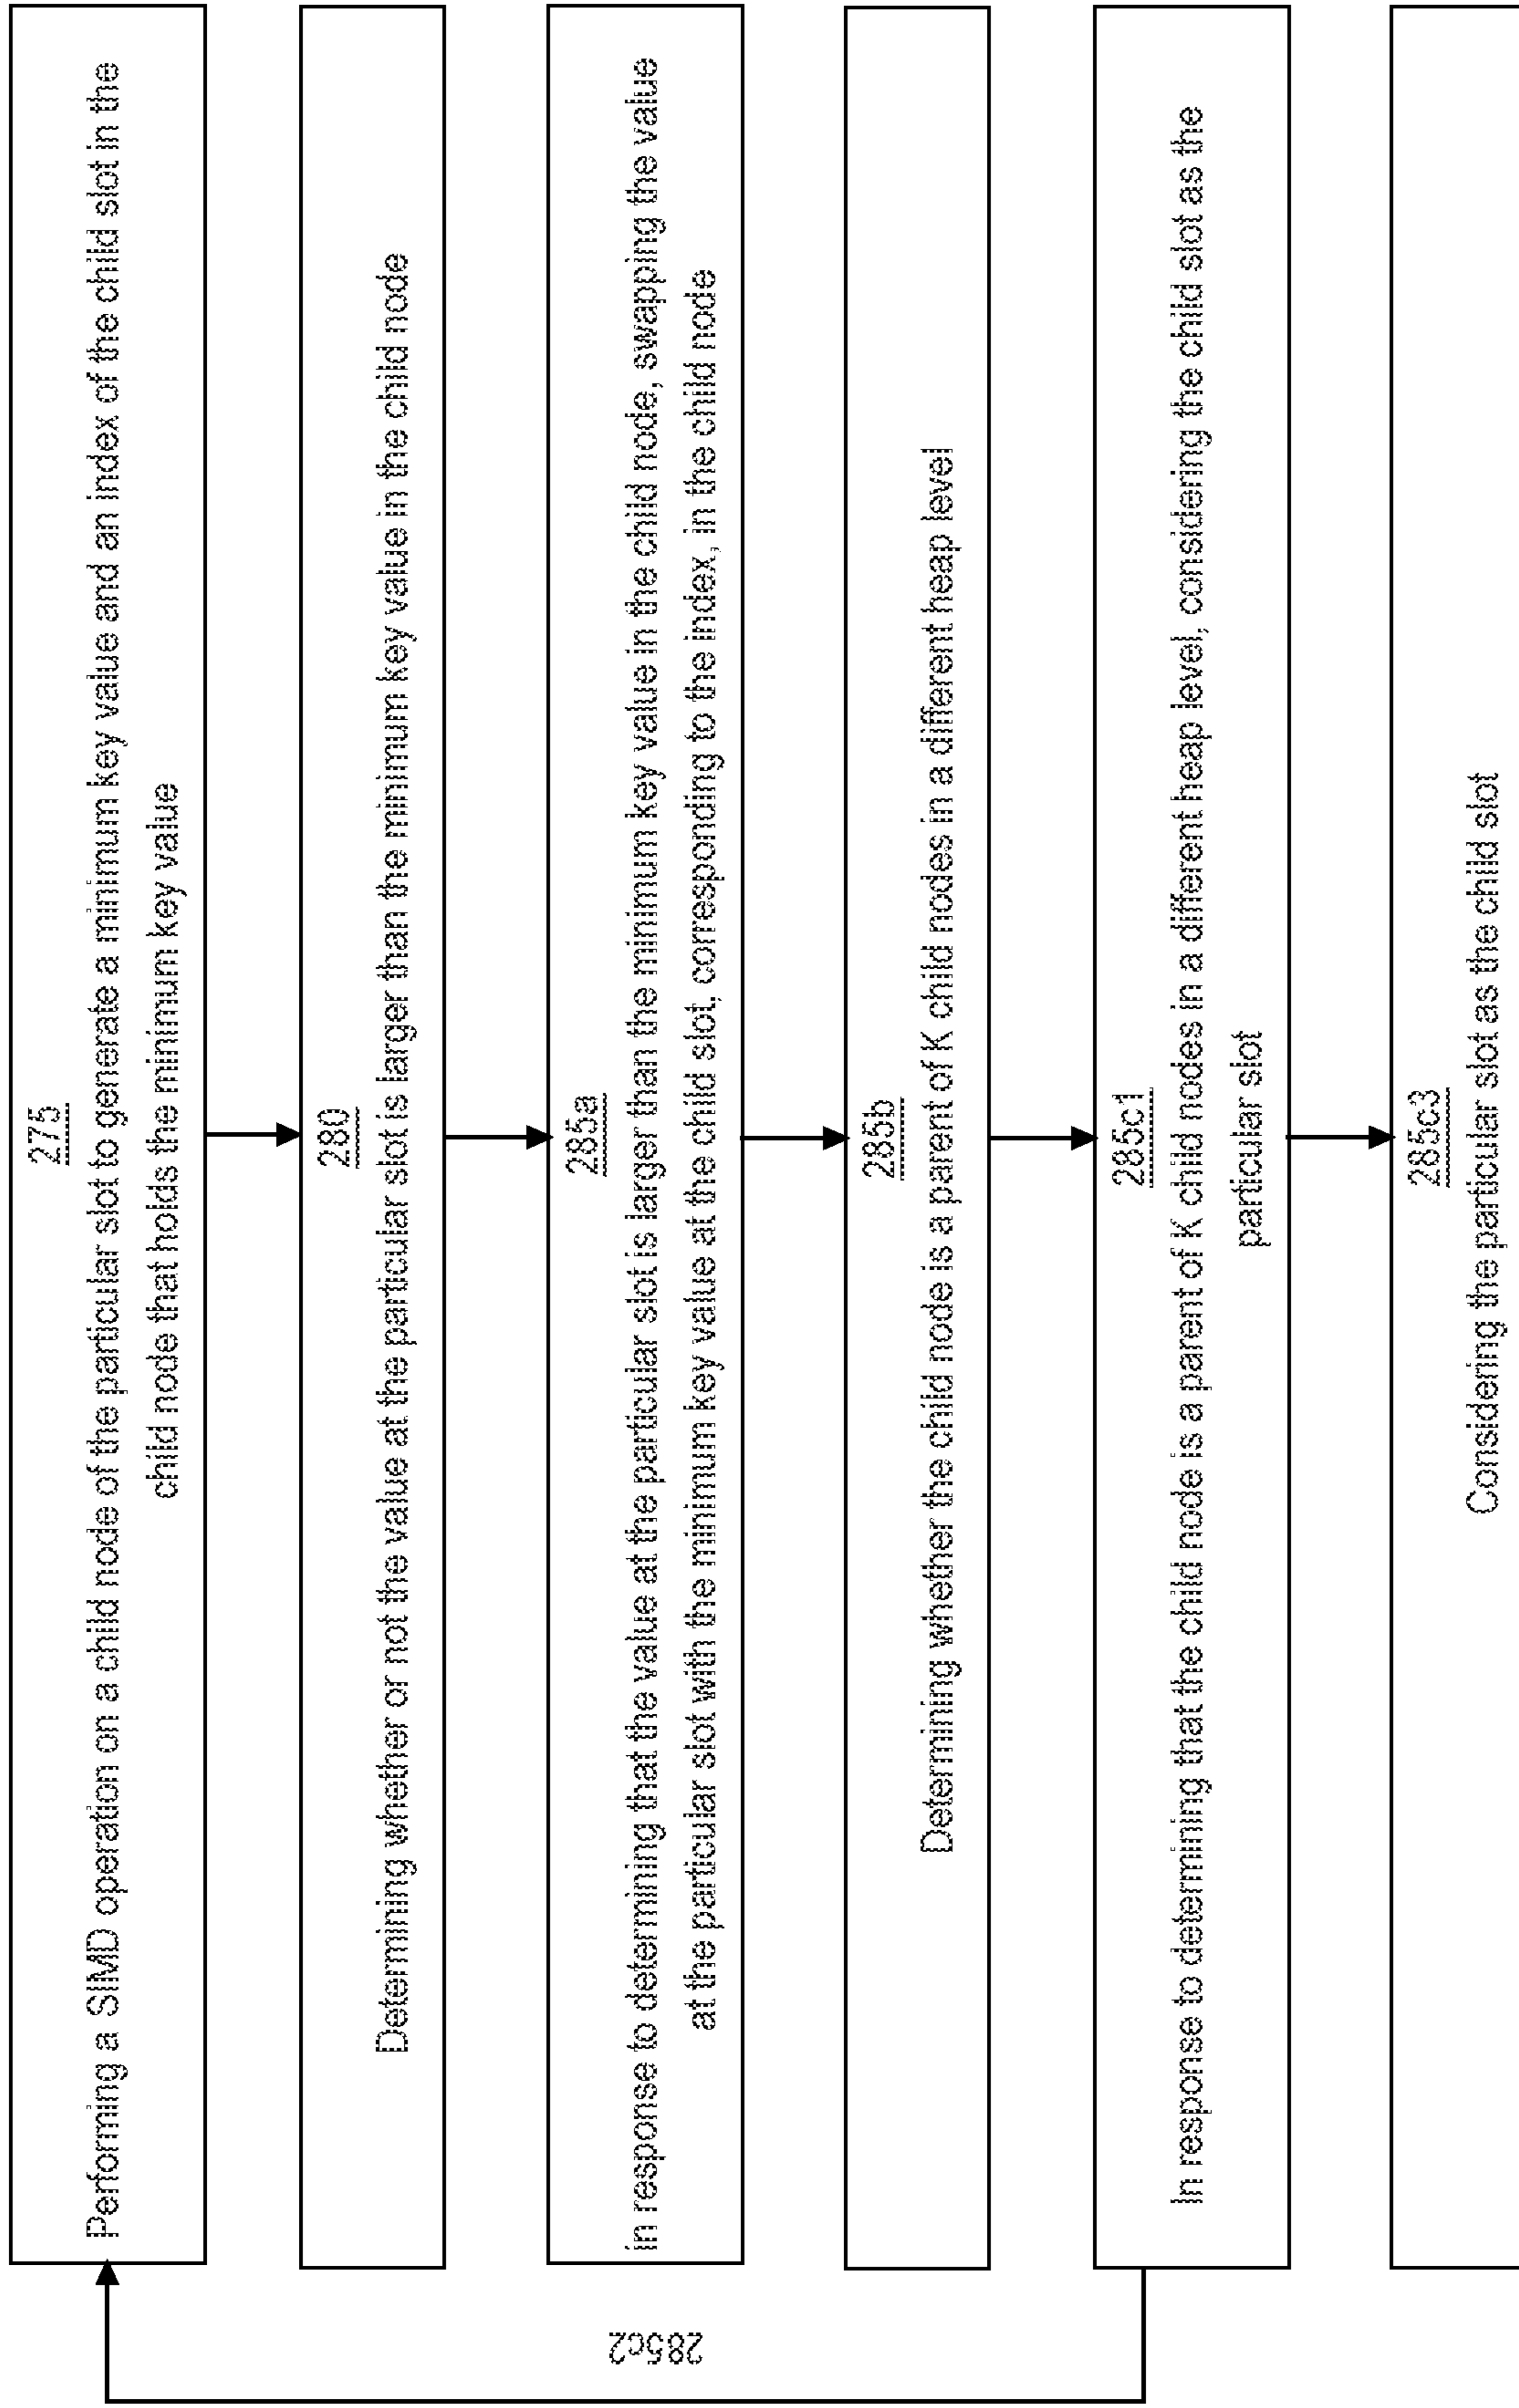 275
Performing a SIMD operation on a child node of the particular slot to generate a minimum key value and an index of the child slot in the
child node that holds the minimum key value
280
Determining whether or not the value at the particular slot is larger than the minimum key value in the child node
285a
in response to determining that the value at the particular slot is larger than the minimum key value in the child node, swapping the value
at the particular slot with the minimum key value at the child slot, corresponding to the index, in the child node
285b
Determining whether the child node is a parent of K child nodes in a different heap level
285c1
In response to determining that the child node is a parent of K child nodes in a different heap level, considering the child slot as the
particular slot
285c3
Considering the particular slot as the child slot
285c2